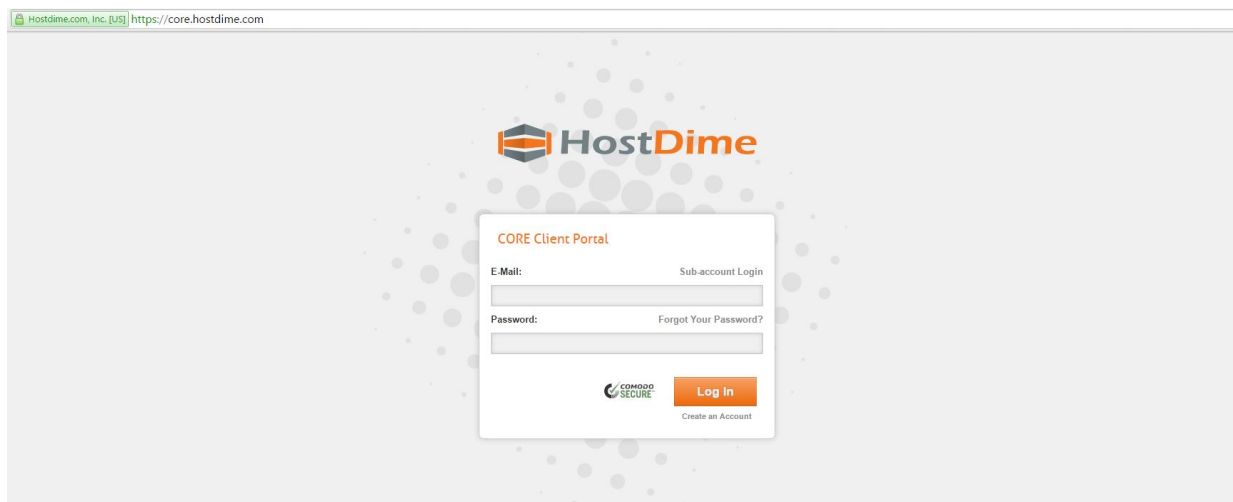 Hostdime.com, Inc. [US] https://core.hostdime.com
HostDime
CORE Client Portal
E-Mail: Sub-account Login
Password: Forgot Your Password?
COMODO
SECURE
Log In
Create an Account